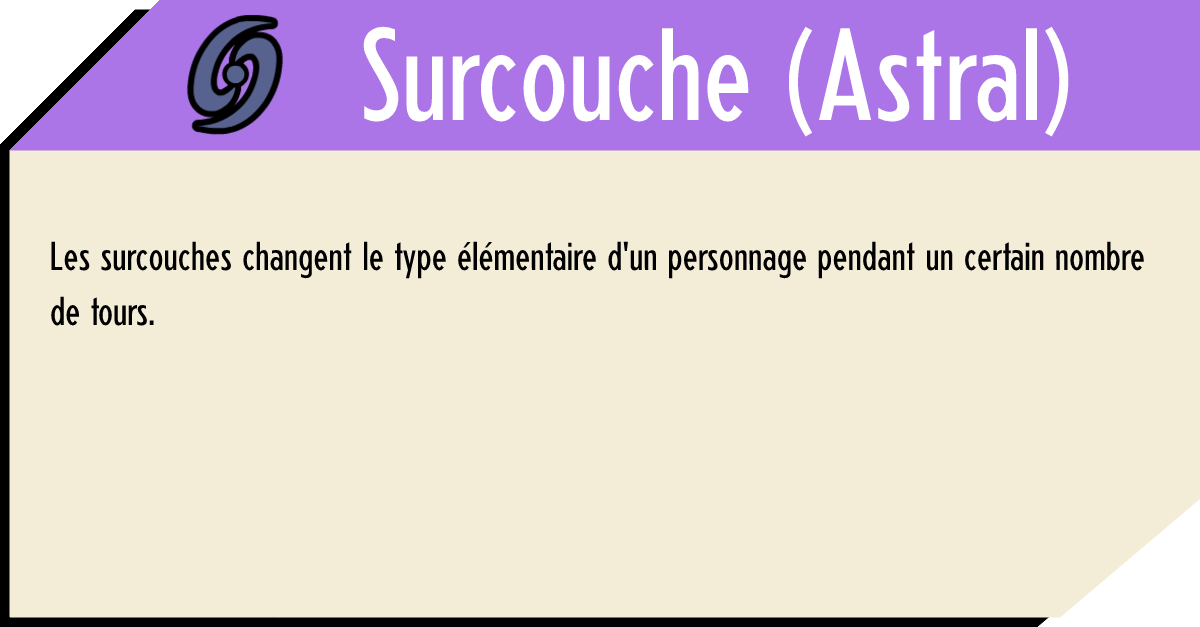 Surcouche (Astral)
Les surcouches changent le type élémentaire d'un personnage pendant un certain nombre
de tours.